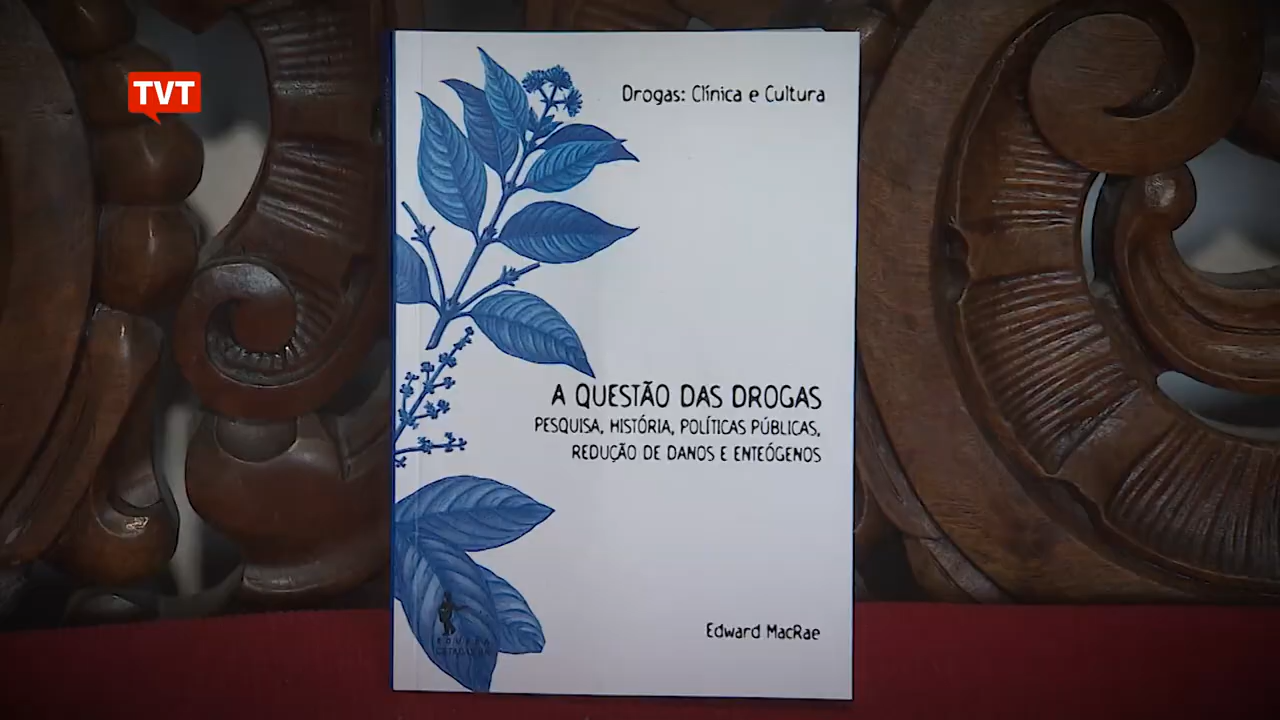 TVT
Drogas: Clínica e Cultura
A QUESTÃO DAS DROGAS
PESQUISA, HISTÓRIA, POLÍTICAS PÚBLICAS,
REDUÇÃO DE DANOS E ENTEÓGENOS
Edward MacRae